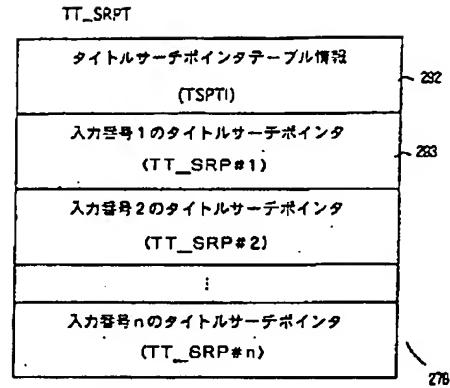 TT_SRPT
タイトルサーチポインタテーブル情報
(TSPTI)
292
入力番号1のタイトルサーチポインタ
(TT_SRP#1)
293
入力番号2のタイトルサーチポインタ
(TT_SRP#2)
⋮
入力番号nのタイトルサーチポインタ
(TT_SRP#n)
278